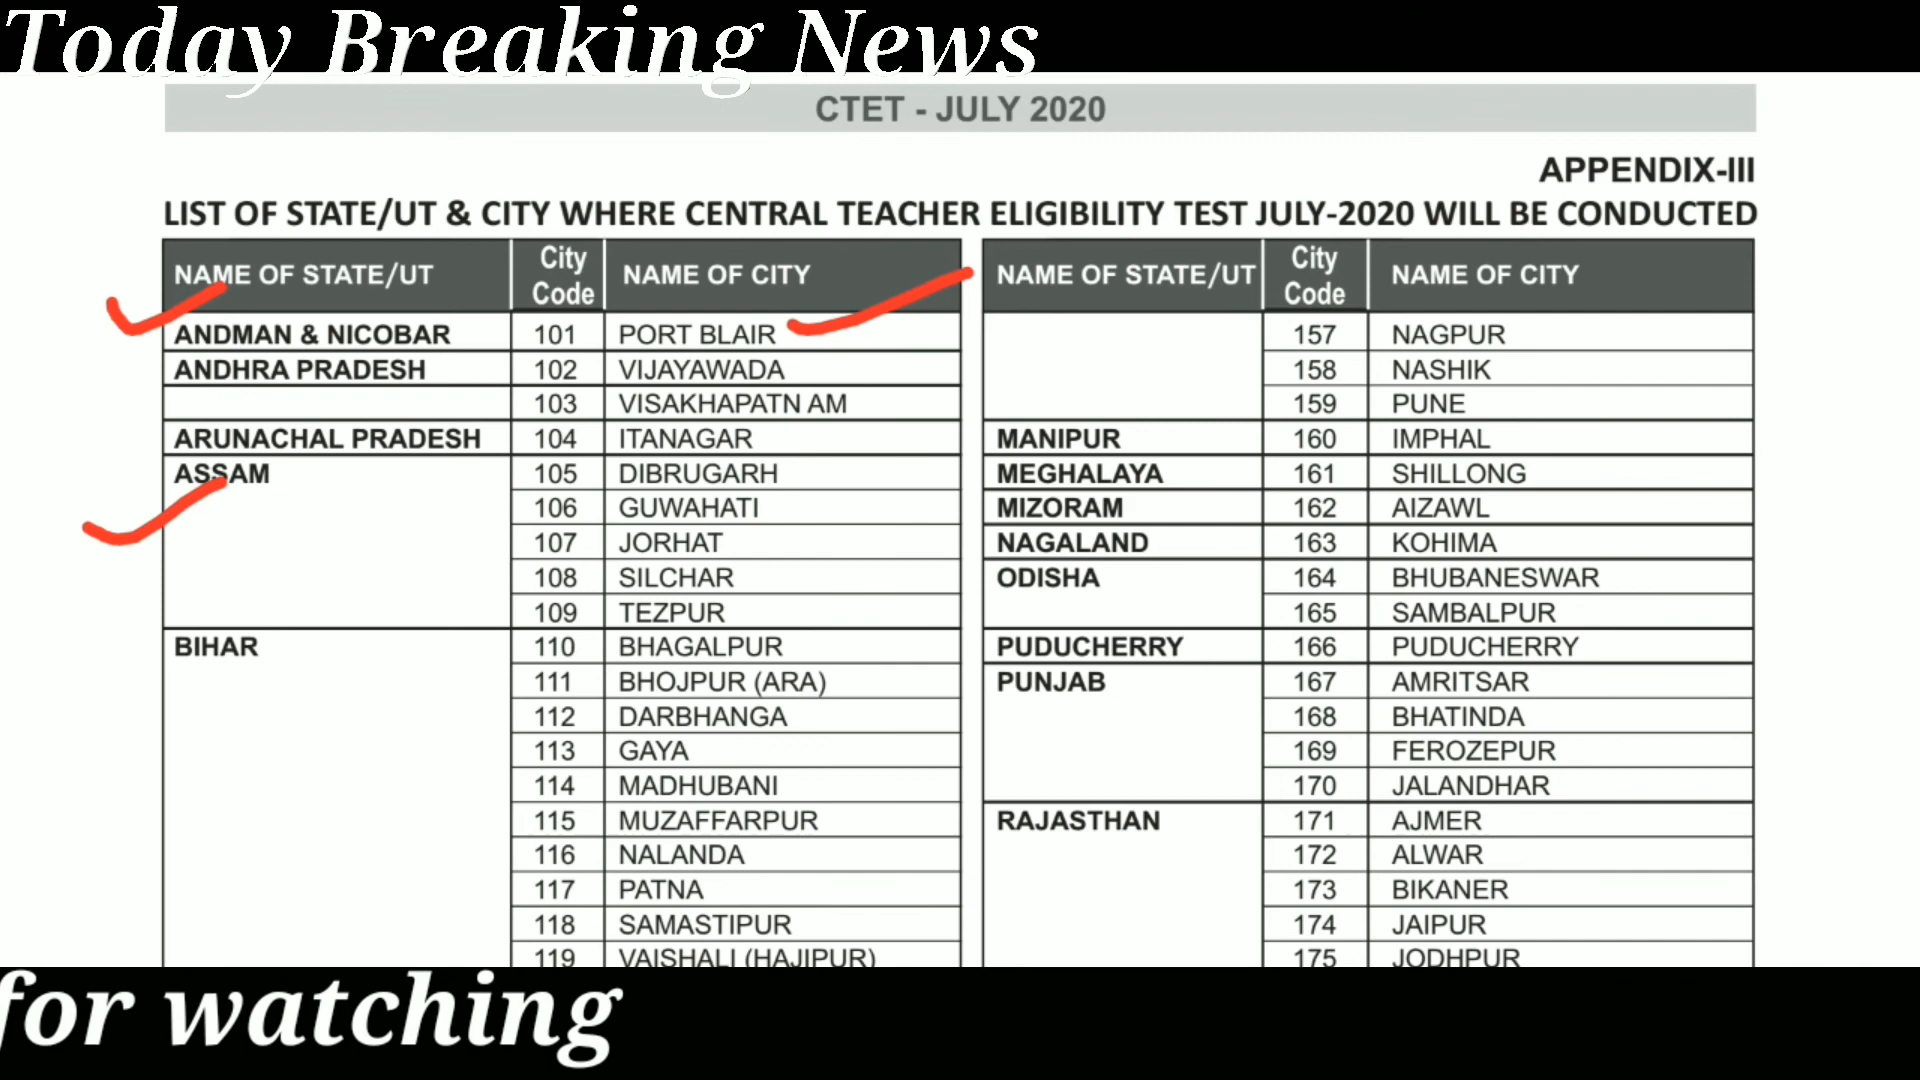 Today Breaking News
CTET - JULY 2020
APPENDIX-III
LIST OF STATE/UT & CITY WHERE CENTRAL TEACHER ELIGIBILITY TEST JULY-2020 WILL BE CONDUCTED
NAME OF STATE/UT City Code NAME OF CITY
ANDMAN & NICOBAR 101 PORT BLAIR
ANDHRA PRADESH 102 VIJAYAWADA
103 VISAKHAPATN AM
ARUNACHAL PRADESH 104 ITANAGAR
ASSAM 105 DIBRUGARH
106 GUWAHATI
107 JORHAT
108 SILCHAR
109 TEZPUR
BIHAR 110 BHAGALPUR
111 BHOJPUR (ARA)
112 DARBHANGA
113 GAYA
114 MADHUBANI
115 MUZAFFARPUR
116 NALANDA
117 PATNA
118 SAMASTIPUR
119 VAISHALI (HAJIPUR)
NAME OF STATE/UT City Code NAME OF CITY
157 NAGPUR
158 NASHIK
159 PUNE
MANIPUR 160 IMPHAL
MEGHALAYA 161 SHILLONG
MIZORAM 162 AIZAWL
NAGALAND 163 KOHIMA
ODISHA 164 BHUBANESWAR
165 SAMBALPUR
PUDUCHERRY 166 PUDUCHERRY
PUNJAB 167 AMRITSAR
168 BHATINDA
169 FEROZEPUR
170 JALANDHAR
RAJASTHAN 171 AJMER
172 ALWAR
173 BIKANER
174 JAIPUR
175 JODHPUR
for watching